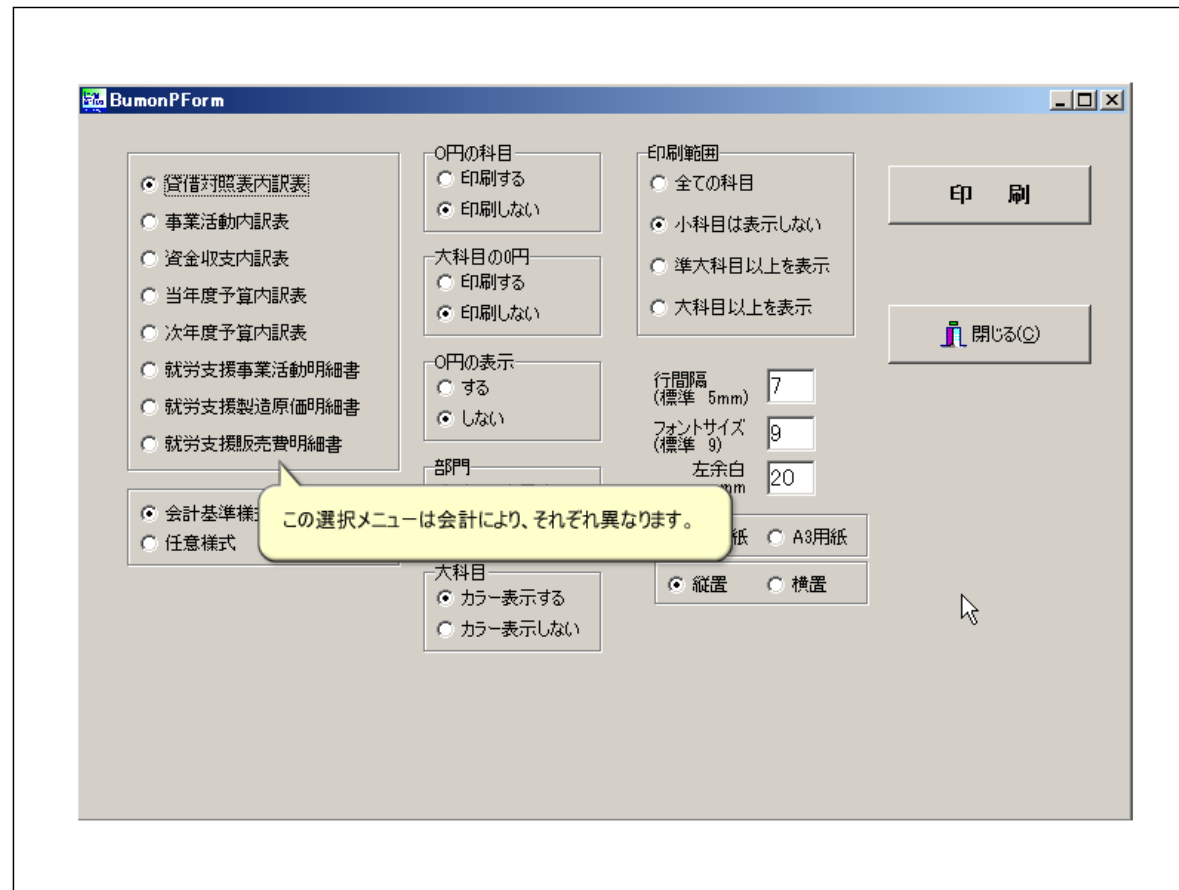 BumonPForm
貸借対照表内訳表
事業活動内訳表
資金収支内訳表
当年度予算内訳表
次年度予算内訳表
就労支援事業活動明細書
就労支援製造原価明細書
就労支援販売費明細書
会計基準様
任意様式
0円の科目
印刷する
印刷しない
大科目の0円
印刷する
印刷しない
0円の表示
する
しない
部門
この選択メニューは会計により、それぞれ異なります。
大科目
カラー表示する
カラー表示しない
印刷範囲
全ての科目
小科目は表示しない
準大科目以上を表示
大科目以上を表示
行間隔
(標準 5mm)
7
フォントサイズ
(標準 9)
9
左余白
mm
20
紙
A3用紙
縦置
横置
印 刷
閉じる(C)